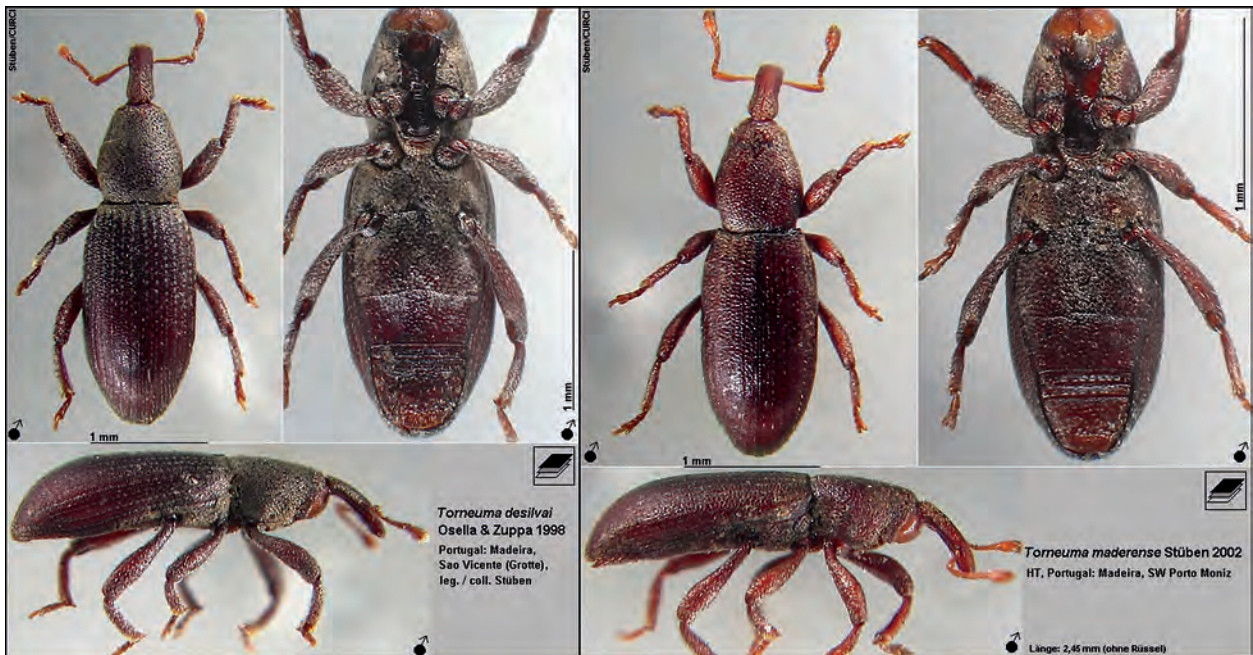 Stüben/CURCI
1 mm
1 mm
Torneuma desilvai
Osella & Zuppa 1998
Portugal: Madeira,
Sao Vicente (Grotte),
leg. / coll. Stüben
Stüben/CURCI
1 mm
1 mm
Torneuma maderense Stüben 2002
HT, Portugal: Madeira, SW Porto Moniz
Länge: 2,45 mm (ohne Rüssel)